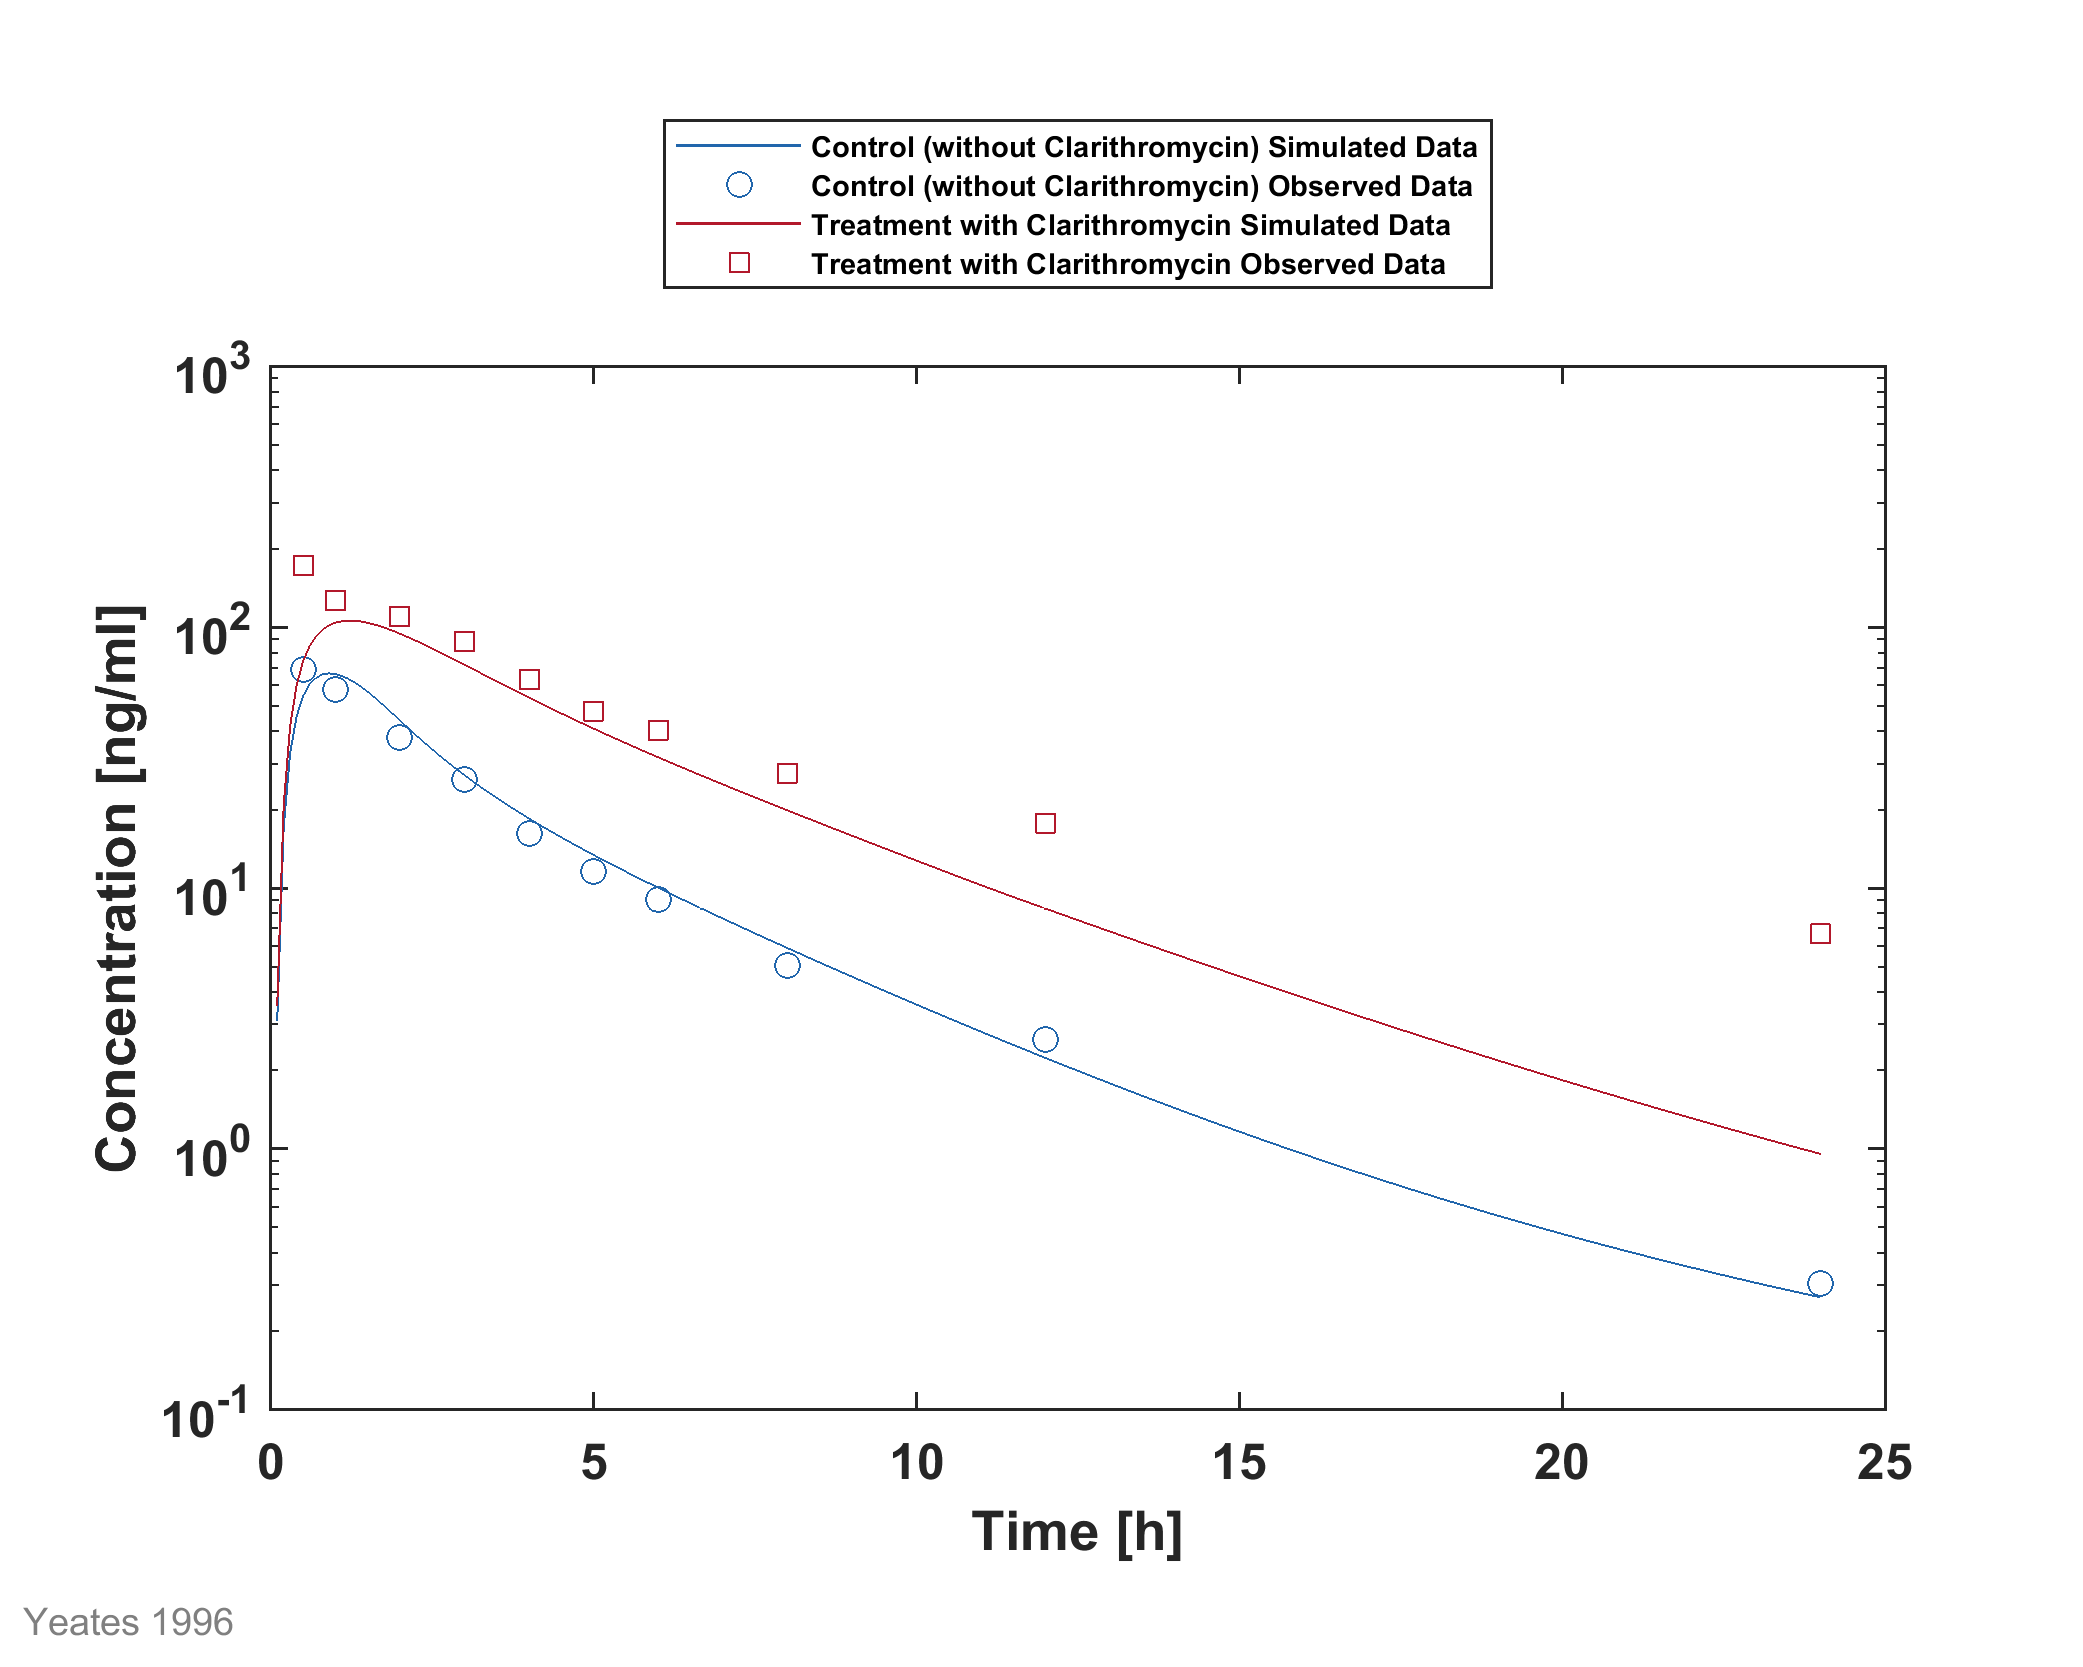 Control (without Clarithromycin) Simulated Data
Control (without Clarithromycin) Observed Data
Treatment with Clarithromycin Simulated Data
Treatment with Clarithromycin Observed Data
10^3
10^2
10^1
10^0
10^-1
Concentration [ng/ml]
0 5 10 15 20 25
Time [h]
Yeates 1996